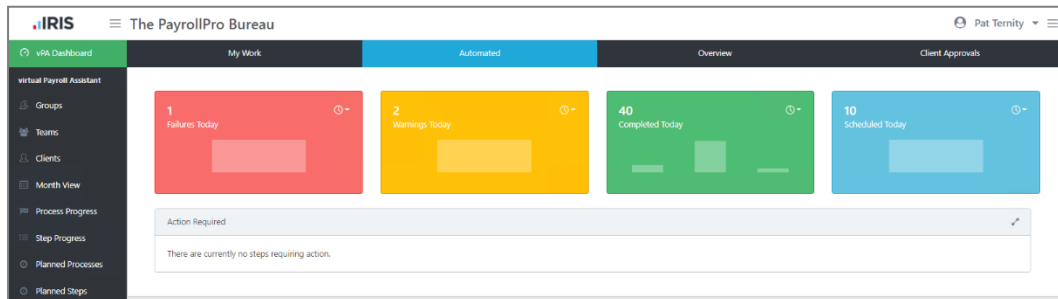 IRIS
The PayrollPro Bureau
Pat Ternity
vPA Dashboard
My Work
Automated
Overview
Client Approvals
virtual Payroll Assistant
Groups
Teams
Clients
Month View
Process Progress
Step Progress
Planned Processes
Planned Steps
1
Failures Today
2
Warnings Today
40
Completed Today
10
Scheduled Today
Action Required
There are currently no steps requiring action.